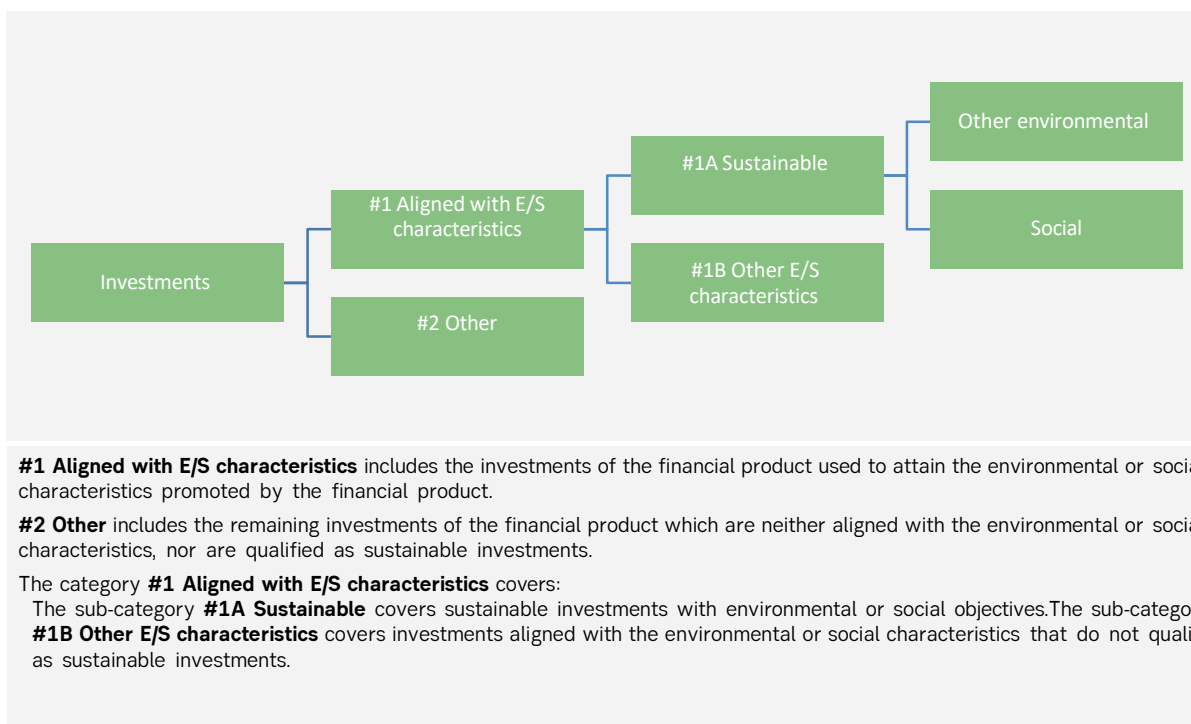 Other environmental
#1A Sustainable
#1 Aligned with E/S
characteristics
Social
#1B Other E/S
characteristics
Investments
#2 Other
#1 Aligned with E/S characteristics includes the investments of the financial product used to attain the environmental or socia
characteristics promoted by the financial product.
#2 Other includes the remaining investments of the financial product which are neither aligned with the environmental or socia
characteristics, nor are qualified as sustainable investments.
The category #1 Aligned with E/S characteristics covers:
The sub-category #1A Sustainable covers sustainable investments with environmental or social objectives.The sub-catego
#1B Other E/S characteristics covers investments aligned with the environmental or social characteristics that do not quali
as sustainable investments.